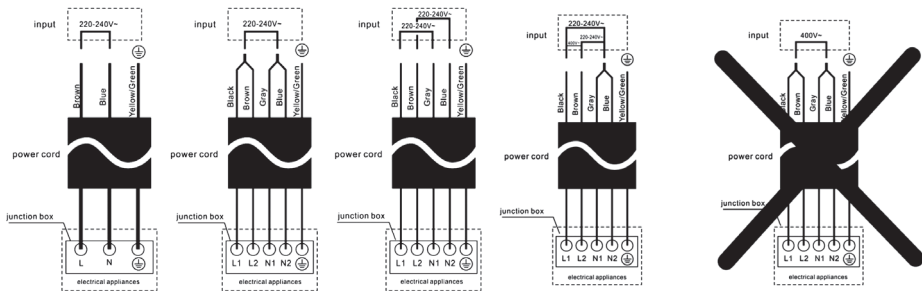 input
220-240V~
Brown
Blue
Yellow/Green
power cord
junction box
L N
electrical appliances
input
220-240V~
Black
Brown
Gray
Blue
Yellow/Green
power cord
junction box
L1 L2 N1 N2
electrical appliances
input
220-240V~
220-240V~
Black
Brown
Gray
Blue
Yellow/Green
power cord
junction box
L1 L2 N1 N2
electrical appliances
input
220-240V~
400V~ 220-240V~
Black
Brown
Gray
Blue
Yellow/Green
power cord
junction box
L1 L2 N1 N2
electrical appliances
input
400V~
Black
Brown
Gray
Blue
Yellow/Green
power cord
junction box
L1 L2 N1 N2
electrical appliances